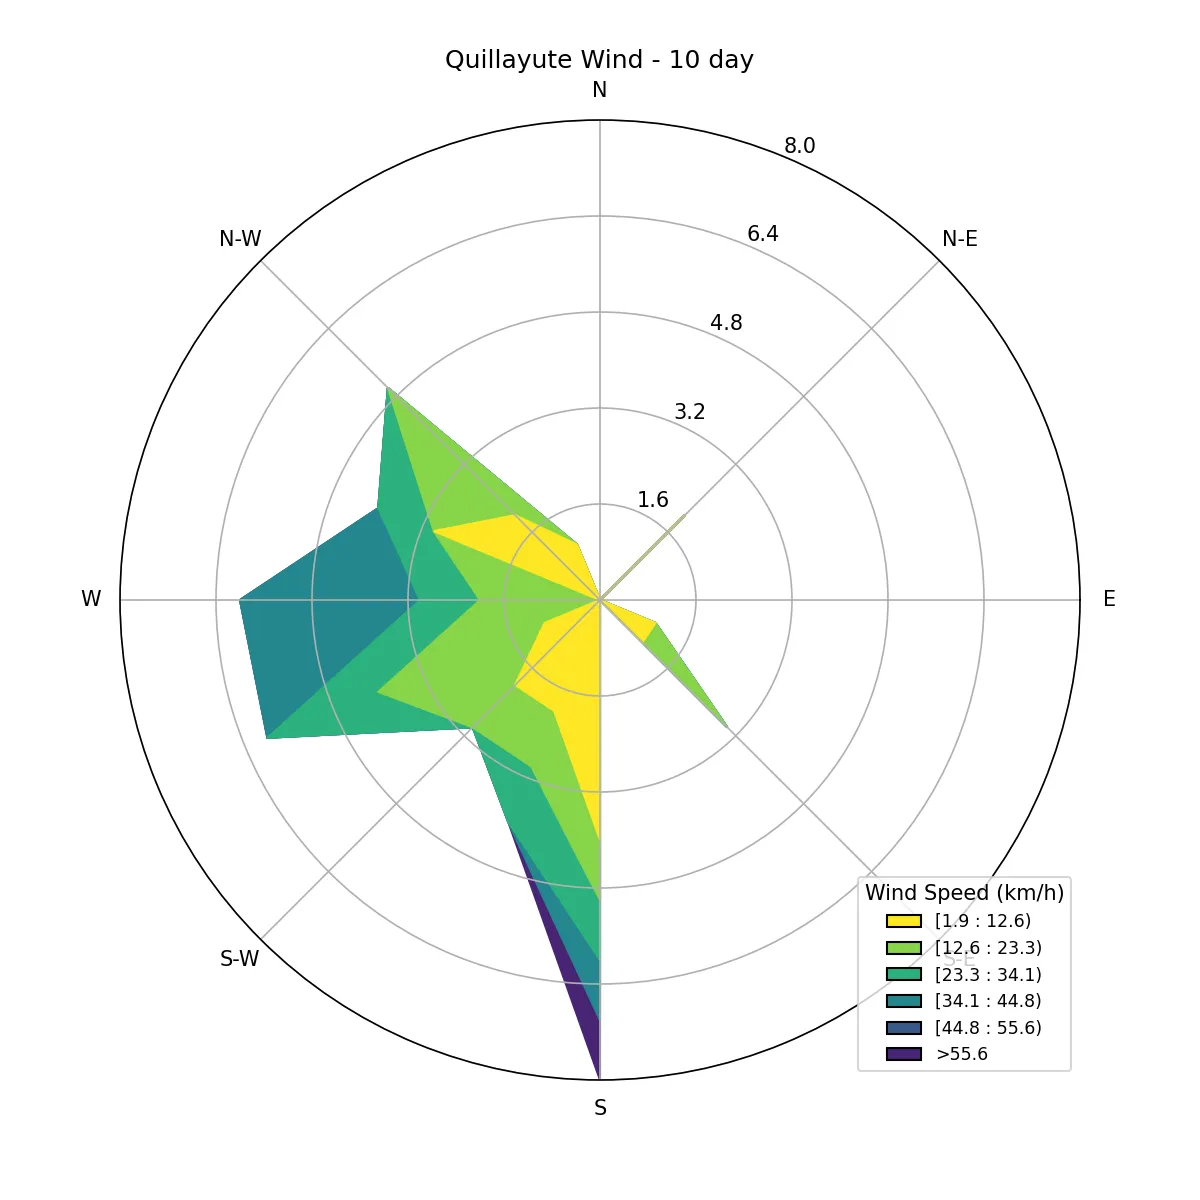 Quillayute Wind - 10 day
N
8.0
N-W
N-E
6.4
4.8
3.2
1.6
W
E
Wind Speed (km/h)
[1.9 : 12.6)
[12.6 : 23.3)
S-W
S-E
[23.3 : 34.1)
[34.1 : 44.8)
[44.8 : 55.6)
>55.6
S